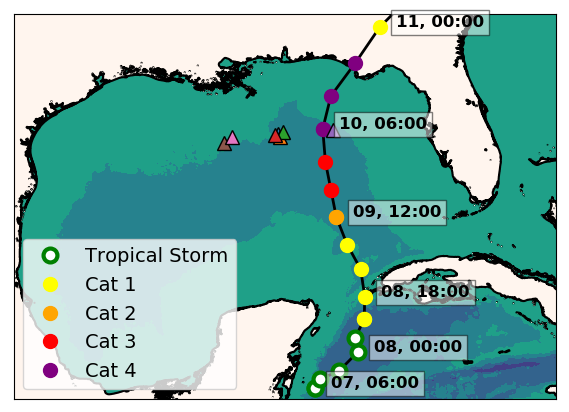 11, 00:00
10, 06:00
09, 12:00
08, 18:00
08, 00:00
07, 06:00
Tropical Storm
Cat 1
Cat 2
Cat 3
Cat 4